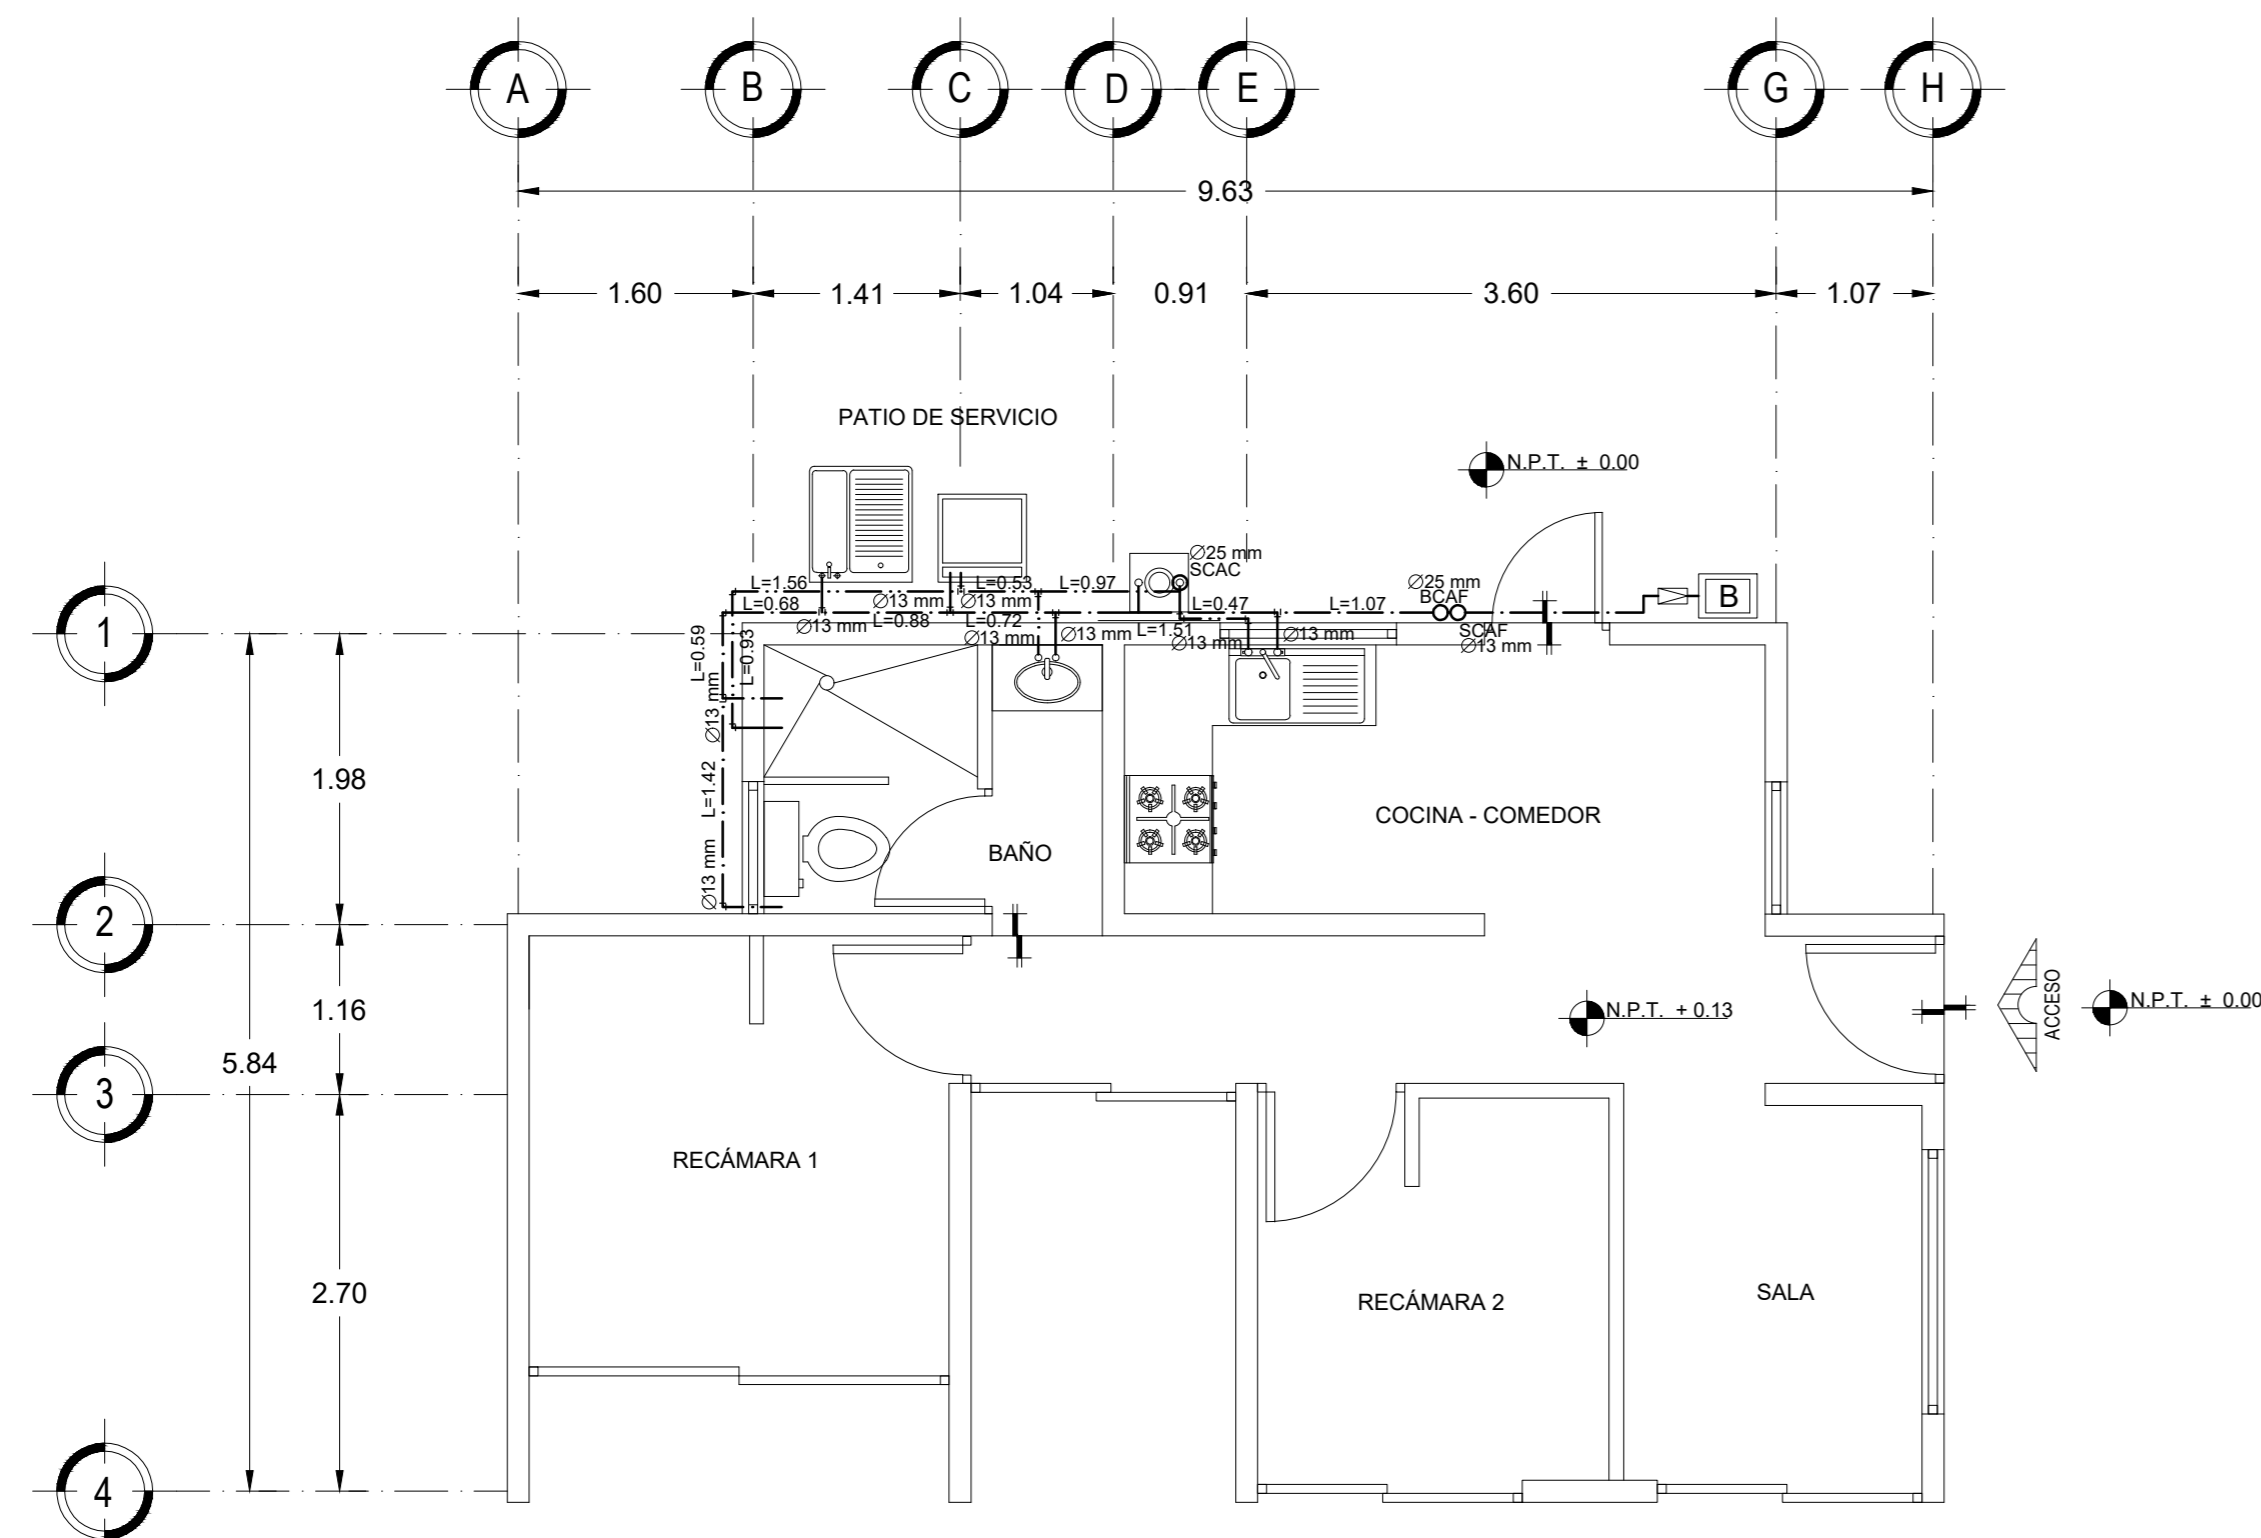 A B C D E G H
9.63
1.60 1.41 1.04 0.91 3.60 1.07
PATIO DE SERVICIO
N.P.T. ± 0.00
Ø25 mm
SCAC
L=1.56 L=0.53 L=0.97
Ø25 mm
BCAF
B
L=0.68 Ø13 mm Ø13 mm L=0.47 L=1.07
Ø13 mm L=0.88 L=0.72
Ø13 mm Ø13 mm L=1.51
Ø13 mm Ø13 mm
SCAF
Ø13 mm
1
L=0.59
L=0.93
Ø13 mm
L=1.42
Ø13 mm
1.98
COCINA - COMEDOR
BAÑO
2
1.16
5.84
N.P.T. + 0.13
ACCESO
N.P.T. ± 0.00
3
RECÁMARA 1
2.70
RECÁMARA 2
SALA
4